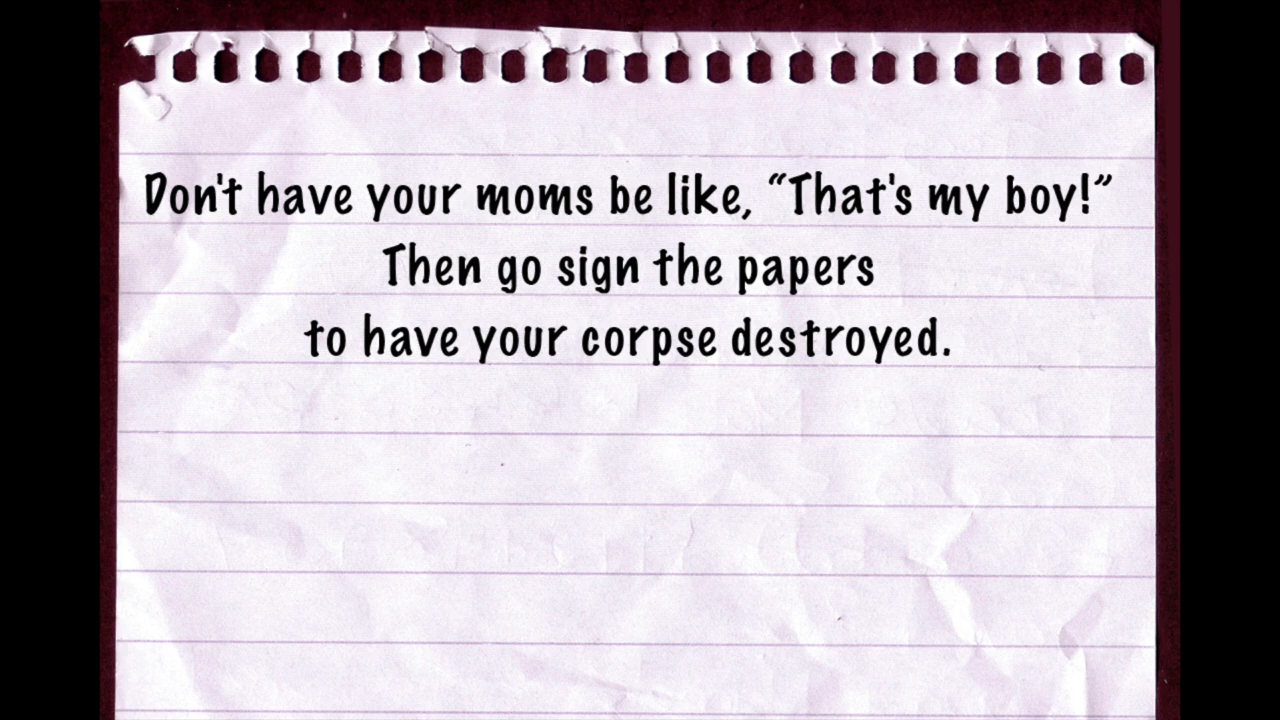 Don't have your moms be like, “That's my boy!”
Then go sign the papers
to have your corpse destroyed.